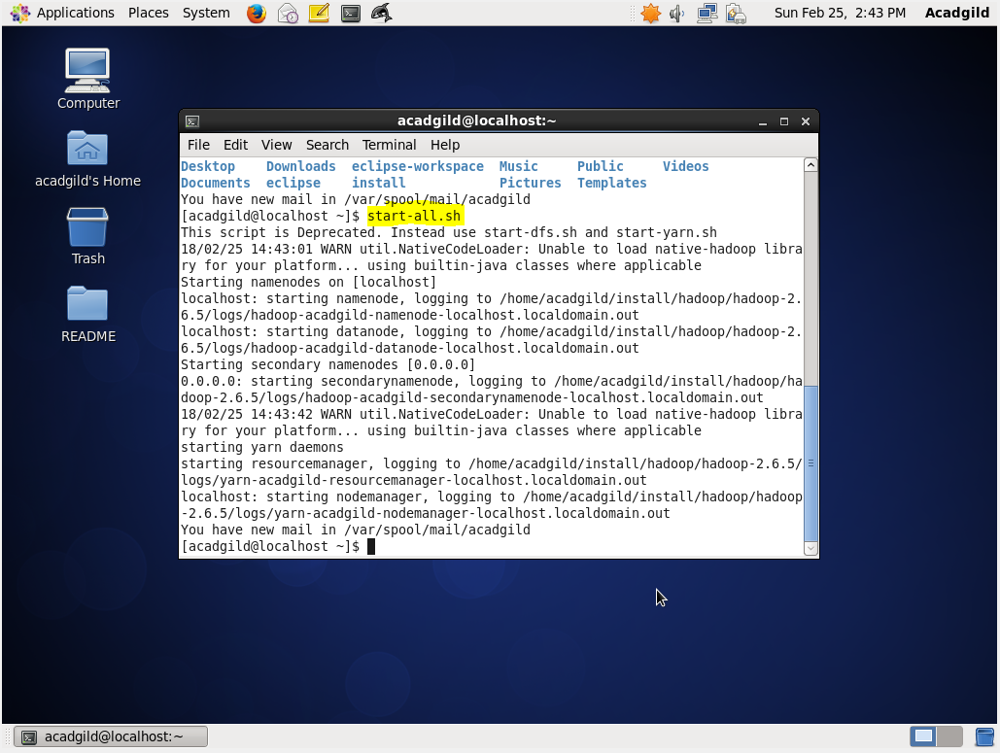 Applications Places System Sun Feb 25, 2:43 PM Acadgild
Computer
acadgild's Home
Trash
README
acadgild@localhost:~
File Edit View Search Terminal Help
Desktop Downloads eclipse-workspace Music Public Videos
Documents eclipse install Pictures Templates
You have new mail in /var/spool/mail/acadgild
[acadgild@localhost ~]$ start-all.sh
This script is Deprecated. Instead use start-dfs.sh and start-yarn.sh
18/02/25 14:43:01 WARN util.NativeCodeLoader: Unable to load native-hadoop libra
ry for your platform... using builtin-java classes where applicable
Starting namenodes on [localhost]
localhost: starting namenode, logging to /home/acadgild/install/hadoop/hadoop-2.
6.5/logs/hadoop-acadgild-namenode-localhost.localdomain.out
localhost: starting datanode, logging to /home/acadgild/install/hadoop/hadoop-2.
6.5/logs/hadoop-acadgild-datanode-localhost.localdomain.out
Starting secondary namenodes [0.0.0.0]
0.0.0.0: starting secondarynamenode, logging to /home/acadgild/install/hadoop/ha
doop-2.6.5/logs/hadoop-acadgild-secondarynamenode-localhost.localdomain.out
18/02/25 14:43:42 WARN util.NativeCodeLoader: Unable to load native-hadoop libra
ry for your platform... using builtin-java classes where applicable
starting yarn daemons
starting resourcemanager, logging to /home/acadgild/install/hadoop/hadoop-2.6.5/
logs/yarn-acadgild-resourcemanager-localhost.localdomain.out
localhost: starting nodemanager, logging to /home/acadgild/install/hadoop/hadoop
-2.6.5/logs/yarn-acadgild-nodemanager-localhost.localdomain.out
You have new mail in /var/spool/mail/acadgild
[acadgild@localhost ~]$
acadgild@localhost:~